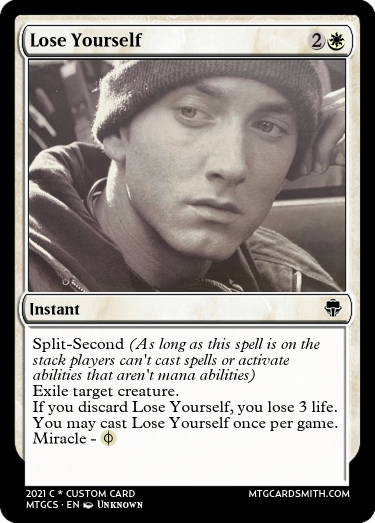 Lose Yourself 2
Instant
Split-Second (As long as this spell is on the
stack players can't cast spells or activate
abilities that aren't mana abilities)
Exile target creature.
If you discard Lose Yourself, you lose 3 life.
You may cast Lose Yourself once per game.
Miracle -
2021 C * CUSTOM CARD
MTGCS · EN Unknown
MTGCARDSMITH.COM